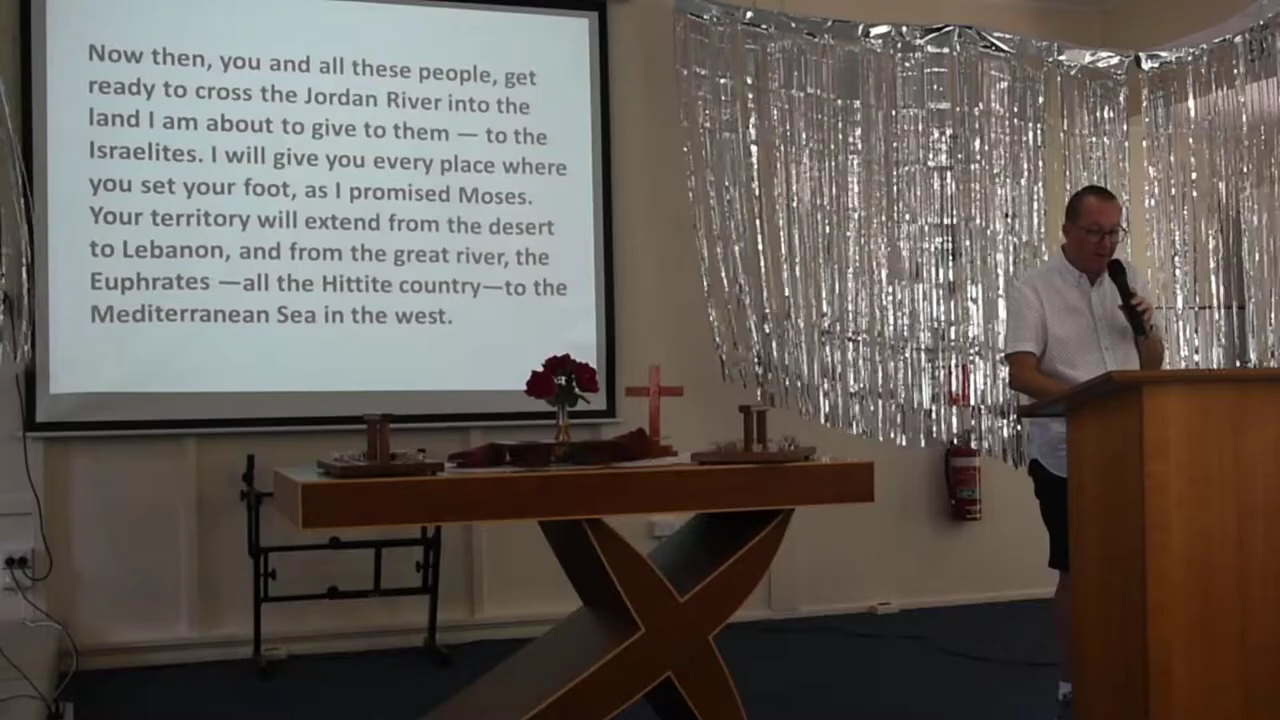 Now then, you and all these people, get
ready to cross the Jordan River into the
land I am about to give to them — to the
Israelites. I will give you every place where
you set your foot, as I promised Moses.
Your territory will extend from the desert
to Lebanon, and from the great river, the
Euphrates —all the Hittite country—to the
Mediterranean Sea in the west.